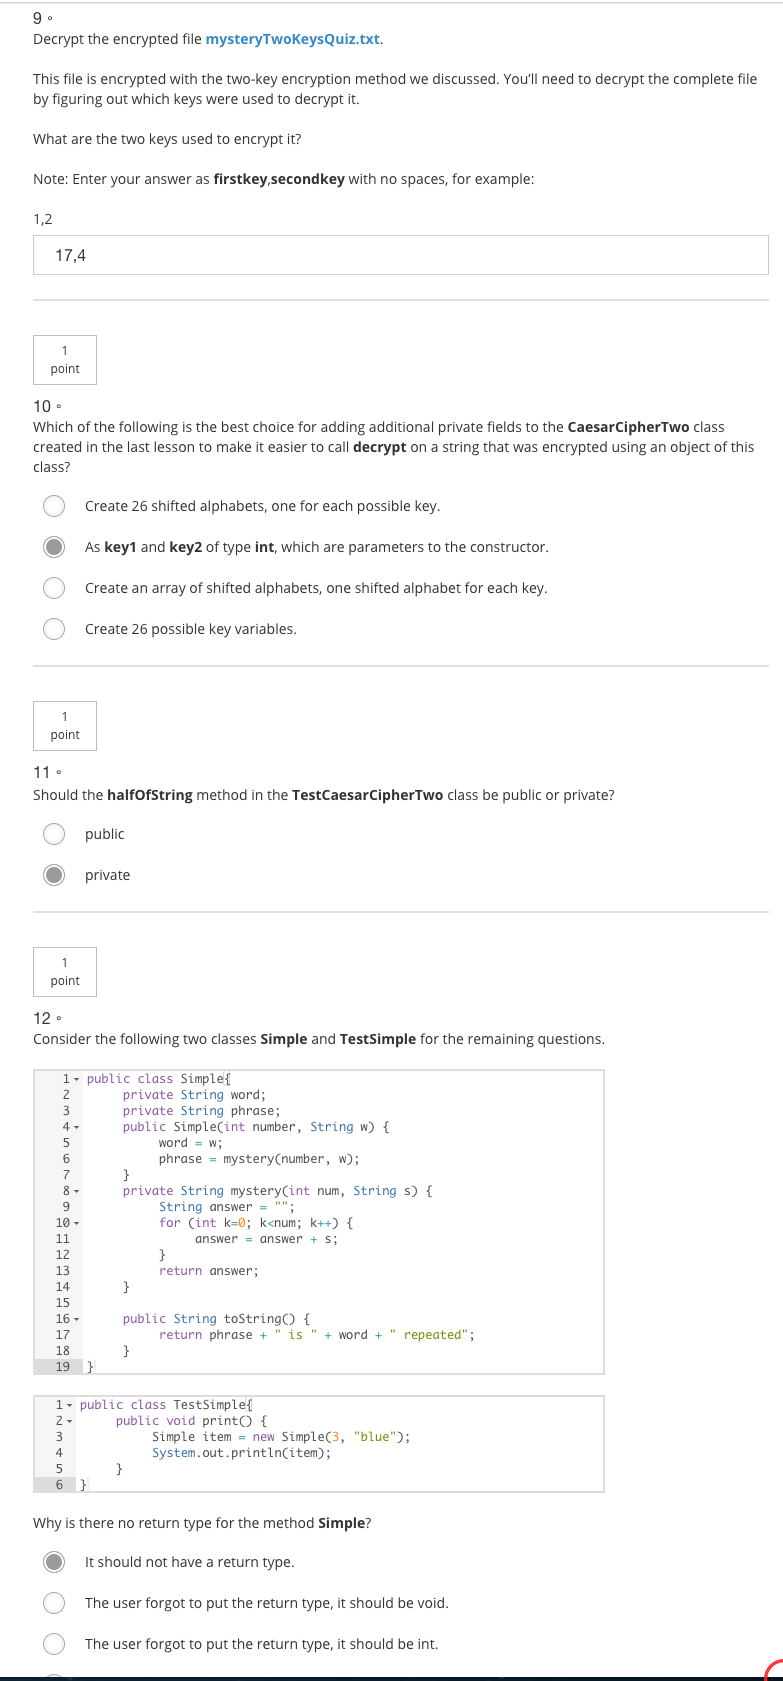 9.
Decrypt the encrypted file mysteryTwoKeysQuiz.txt.
This file is encrypted with the two-key encryption method we discussed. You'll need to decrypt the complete file
by figuring out which keys were used to decrypt it.
What are the two keys used to encrypt it?
Note: Enter your answer as firstkey,secondkey with no spaces, for example:
1,2
17,4
1
point
10.
Which of the following is the best choice for adding additional private fields to the CaesarCipherTwo class
created in the last lesson to make it easier to call decrypt on a string that was encrypted using an object of this
class?
Create 26 shifted alphabets, one for each possible key.
As key1 and key2 of type int, which are parameters to the constructor.
Create an array of shifted alphabets, one shifted alphabet for each key.
Create 26 possible key variables.
1
point
11.
Should the halfOfString method in the TestCaesarCipherTwo class be public or private?
public
private
1
point
12.
Consider the following two classes Simple and TestSimple for the remaining questions.
1 public class Simple{
2 private String word;
3 private String phrase;
4 public Simple(int number, String w) {
5 word = w;
6 phrase = mystery(number, w);
7 }
8 private String mystery(int num, String s) {
9 String answer = "";
10 for (int k=0; k<num; k++) {
11 answer = answer + s;
12 }
13 return answer;
14 }
15
16 public String toString() {
17 return phrase + " is " + word + " repeated";
18 }
19 }
1 public class TestSimple{
2 public void print() {
3 Simple item = new Simple(3, "blue");
4 System.out.println(item);
5 }
6 }
Why is there no return type for the method Simple?
It should not have a return type.
The user forgot to put the return type, it should be void.
The user forgot to put the return type, it should be int.